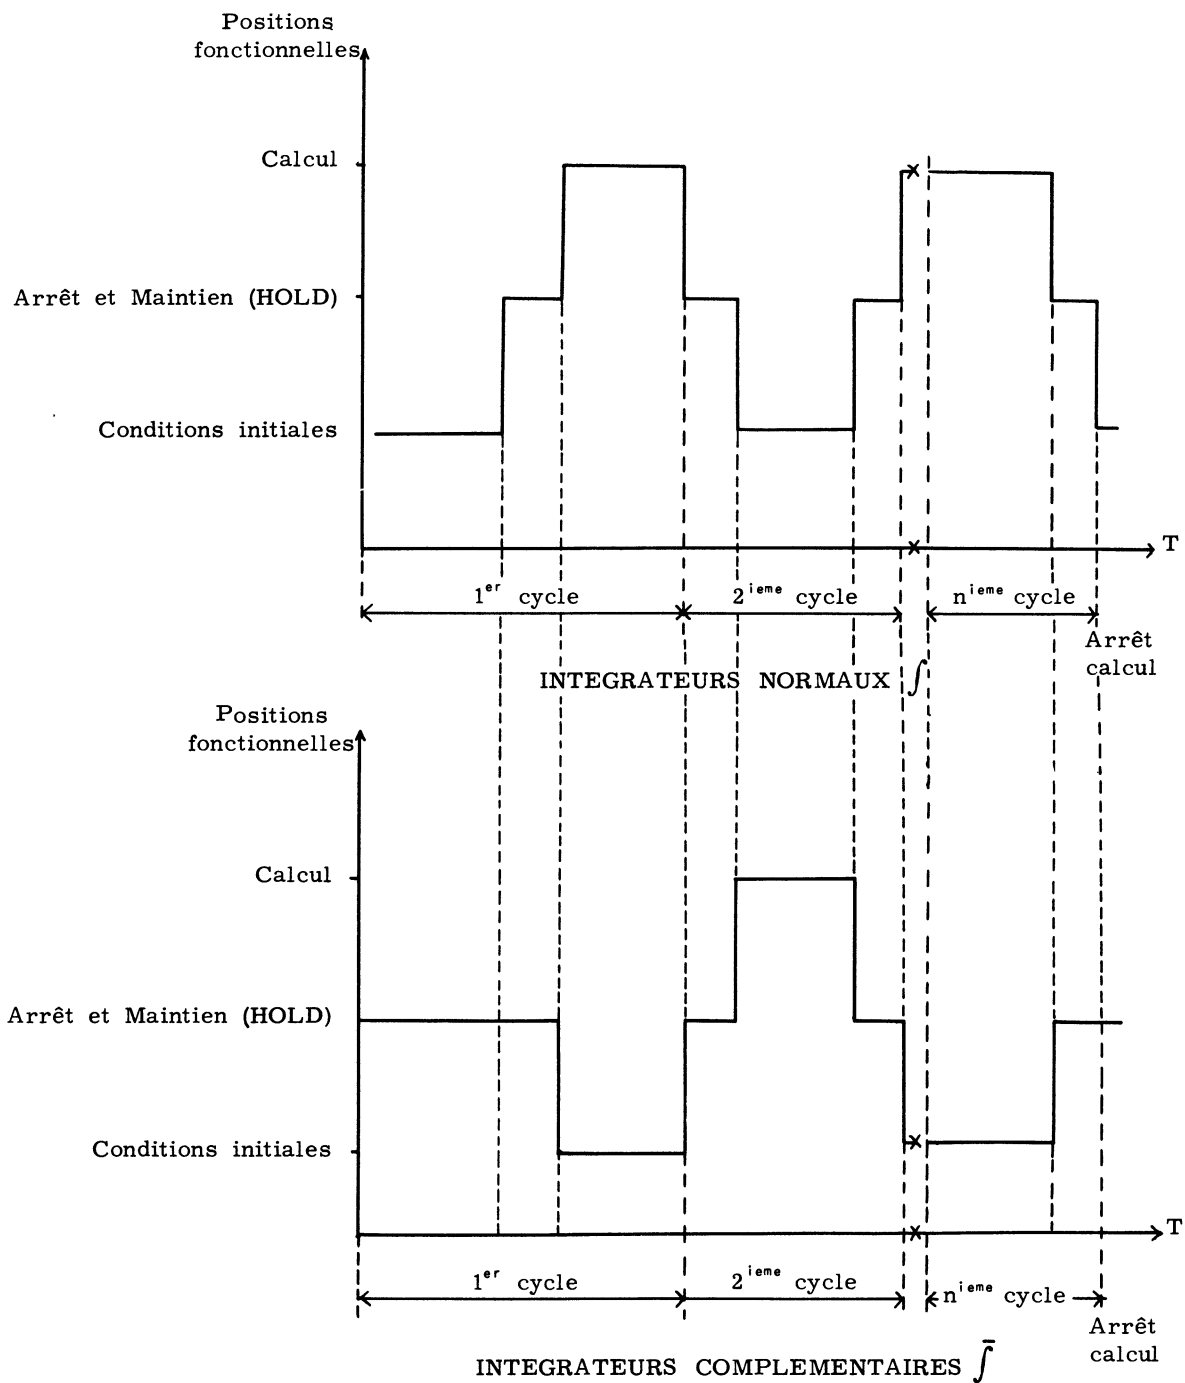 Positions
fonctionnelles
Calcul
Arrêt et Maintien (HOLD)
Conditions initiales
T
1er cycle
2ieme cycle
nieme cycle
Arrêt
calcul
INTEGRATEURS NORMAUX ∫
Positions
fonctionnelles
Calcul
Arrêt et Maintien (HOLD)
Conditions initiales
T
1er cycle
2ieme cycle
nieme cycle
Arrêt
calcul
INTEGRATEURS COMPLEMENTAIRES ∫̄